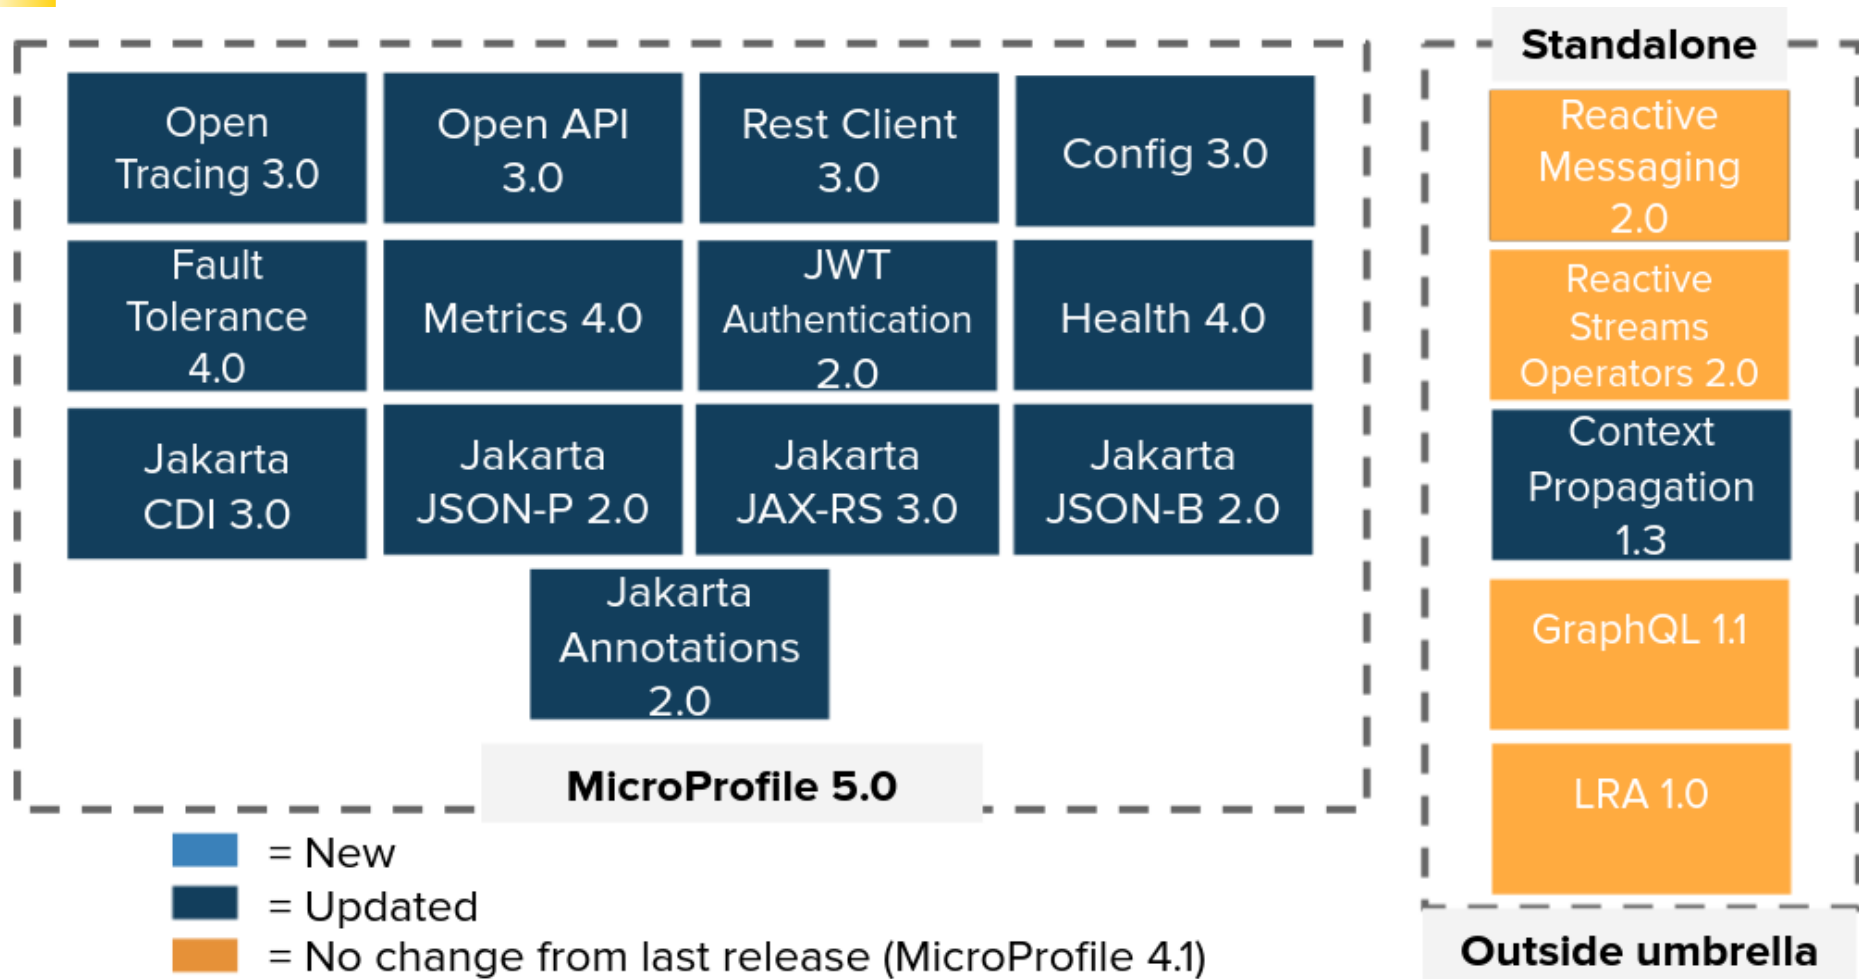 Open
Tracing 3.0
Open API
3.0
Rest Client
3.0
Config 3.0
Fault
Tolerance
4.0
Metrics 4.0
JWT
Authentication
2.0
Health 4.0
Jakarta
CDI 3.0
Jakarta
JSON-P 2.0
Jakarta
JAX-RS 3.0
Jakarta
JSON-B 2.0
Jakarta
Annotations
2.0
MicroProfile 5.0
= New
= Updated
= No change from last release (MicroProfile 4.1)
Standalone
Reactive
Messaging
2.0
Reactive
Streams
Operators 2.0
Context
Propagation
1.3
GraphQL 1.1
LRA 1.0
Outside umbrella